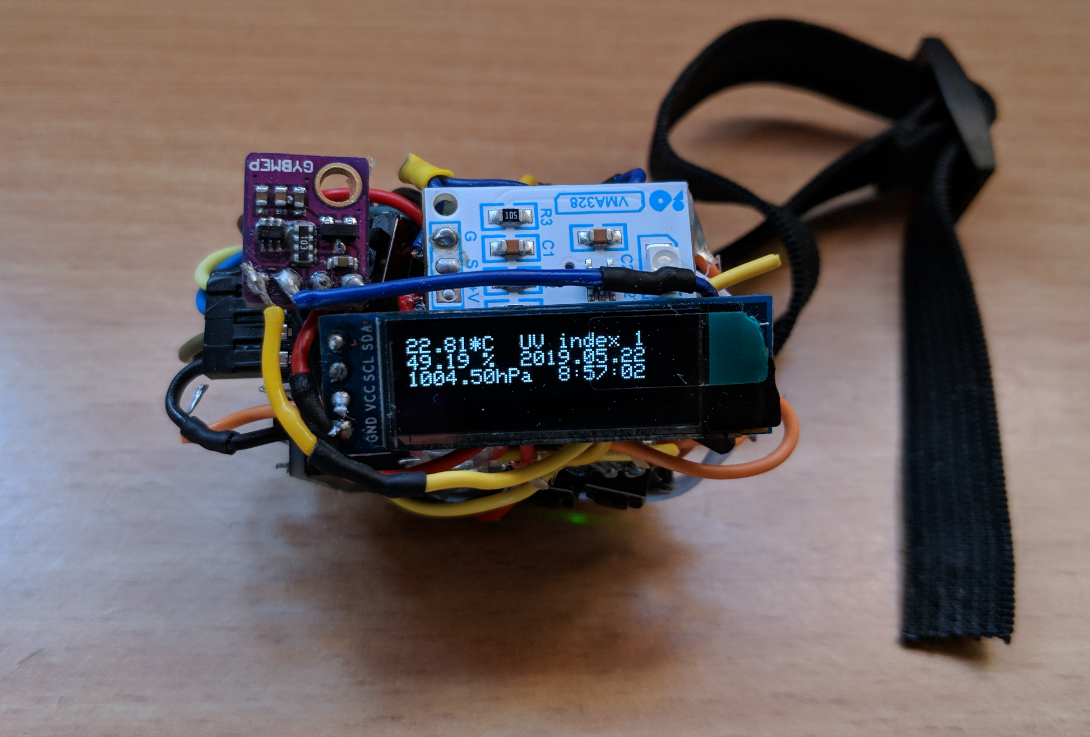 GYBMEP
103
VMA328
105
R3
C1
G
S
V
GND VCC SCL SDA
22.81*C UV index 1
49.19 % 2019.05.22
1004.50hPa 8:57:02